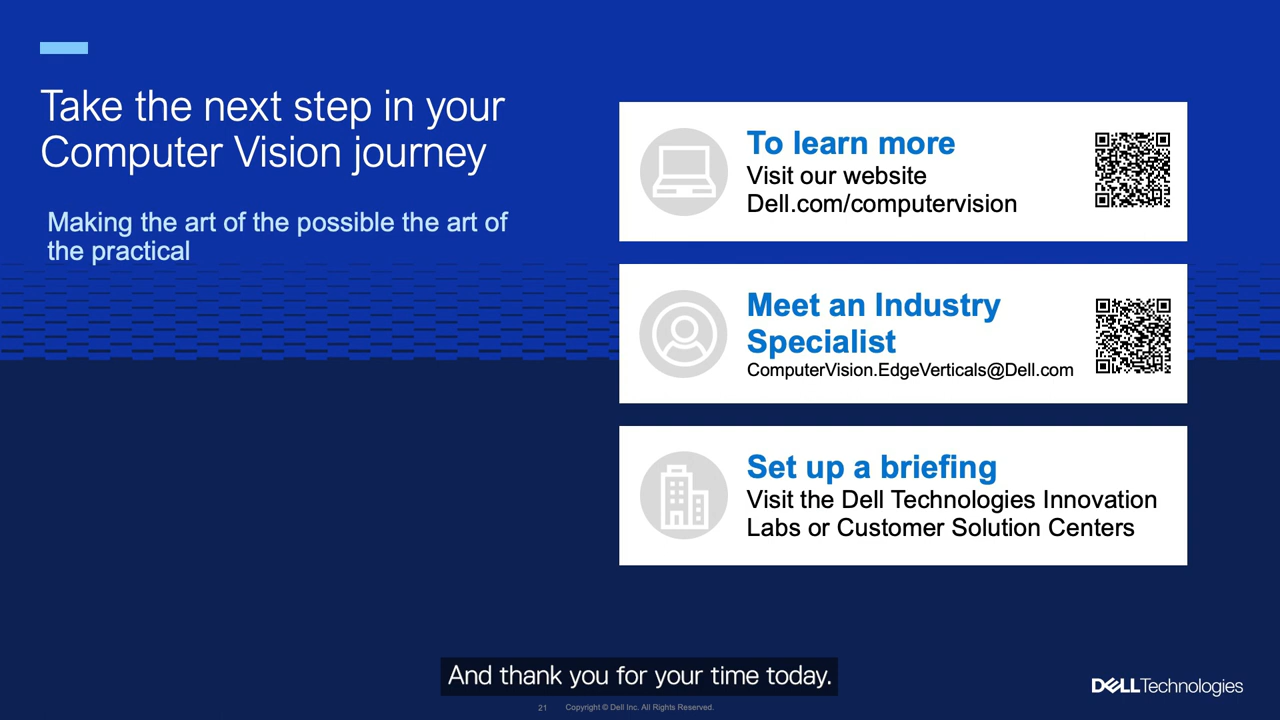 Take the next step in your
Computer Vision journey
Making the art of the possible the art of
the practical
To learn more
Visit our website
Dell.com/computervision
Meet an Industry
Specialist
ComputerVision.EdgeVerticals@Dell.com
Set up a briefing
Visit the Dell Technologies Innovation
Labs or Customer Solution Centers
And thank you for your time today.
DELLTechnologies
21 Copyright © Dell Inc. All Rights Reserved.